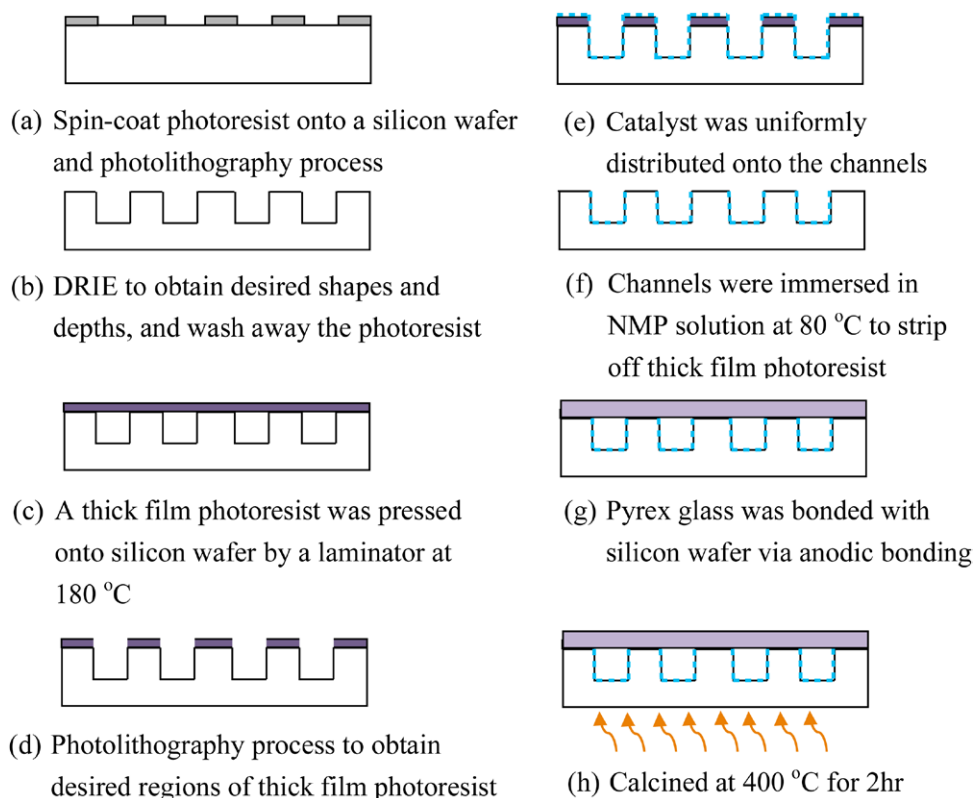 (a) Spin-coat photoresist onto a silicon wafer
and photolithography process
(b) DRIE to obtain desired shapes and
depths, and wash away the photoresist
(c) A thick film photoresist was pressed
onto silicon wafer by a laminator at
180 °C
(d) Photolithography process to obtain
desired regions of thick film photoresist
(e) Catalyst was uniformly
distributed onto the channels
(f) Channels were immersed in
NMP solution at 80 °C to strip
off thick film photoresist
(g) Pyrex glass was bonded with
silicon wafer via anodic bonding
(h) Calcined at 400 °C for 2hr